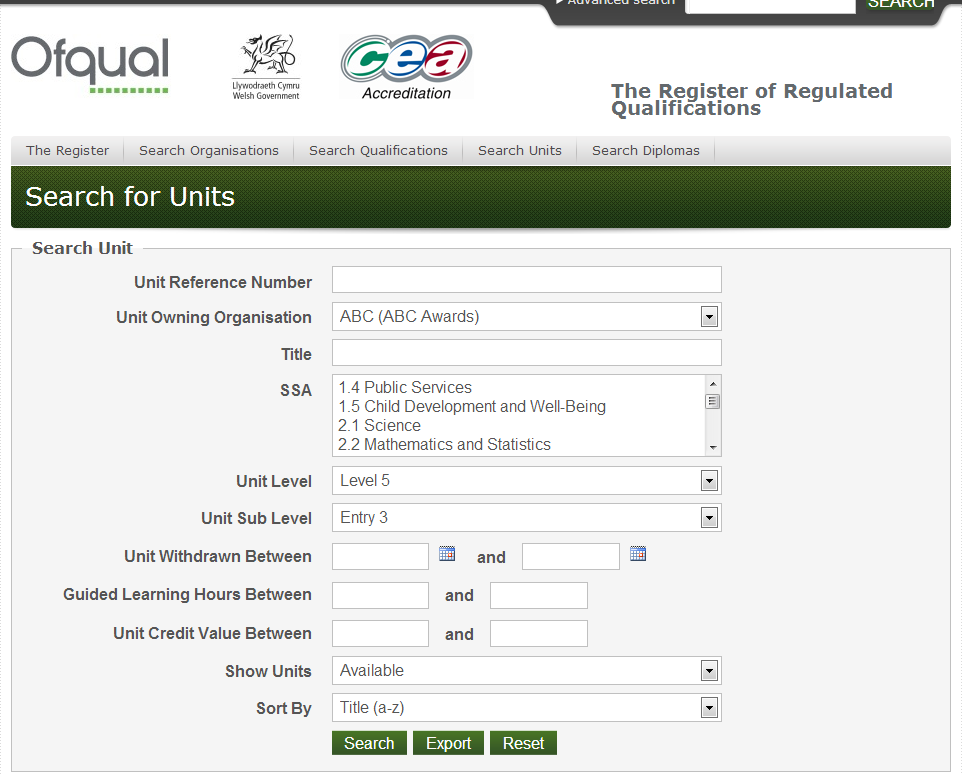 Advanced search
SEARCH
Ofqual
Llywodraeth Cymru
Welsh Government
cea
Accreditation
The Register of Regulated
Qualifications
The Register
Search Organisations
Search Qualifications
Search Units
Search Diplomas
Search for Units
Search Unit
Unit Reference Number
Unit Owning Organisation ABC (ABC Awards)
Title
SSA 1.4 Public Services
1.5 Child Development and Well-Being
2.1 Science
2.2 Mathematics and Statistics
Unit Level Level 5
Unit Sub Level Entry 3
Unit Withdrawn Between and
Guided Learning Hours Between and
Unit Credit Value Between and
Show Units Available
Sort By Title (a-z)
Search Export Reset